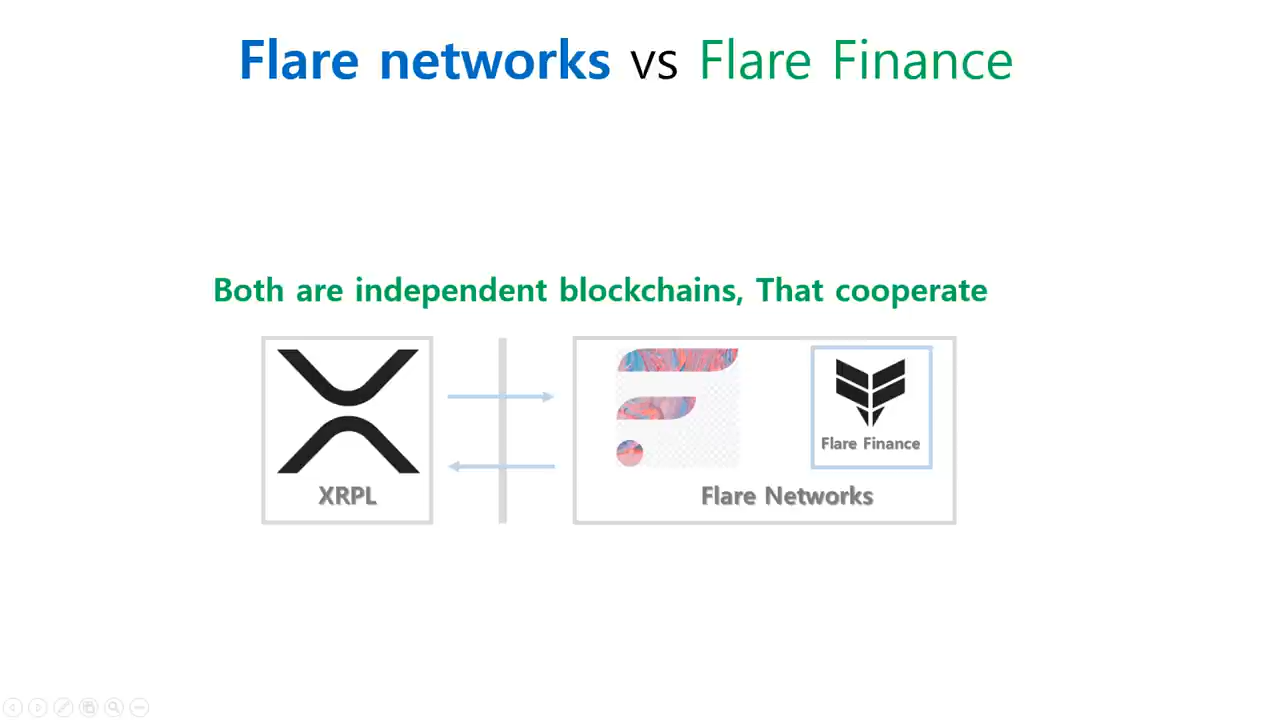 Flare networks vs Flare Finance
Both are independent blockchains, That cooperate
Flare Finance
XRPL
Flare Networks